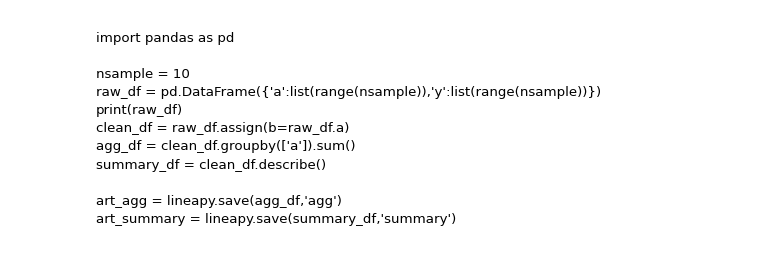 import pandas as pd
nsample = 10
raw_df = pd.DataFrame({'a':list(range(nsample)),'y':list(range(nsample))})
print(raw_df)
clean_df = raw_df.assign(b=raw_df.a)
agg_df = clean_df.groupby(['a']).sum()
summary_df = clean_df.describe()
art_agg = lineapy.save(agg_df,'agg')
art_summary = lineapy.save(summary_df,'summary')